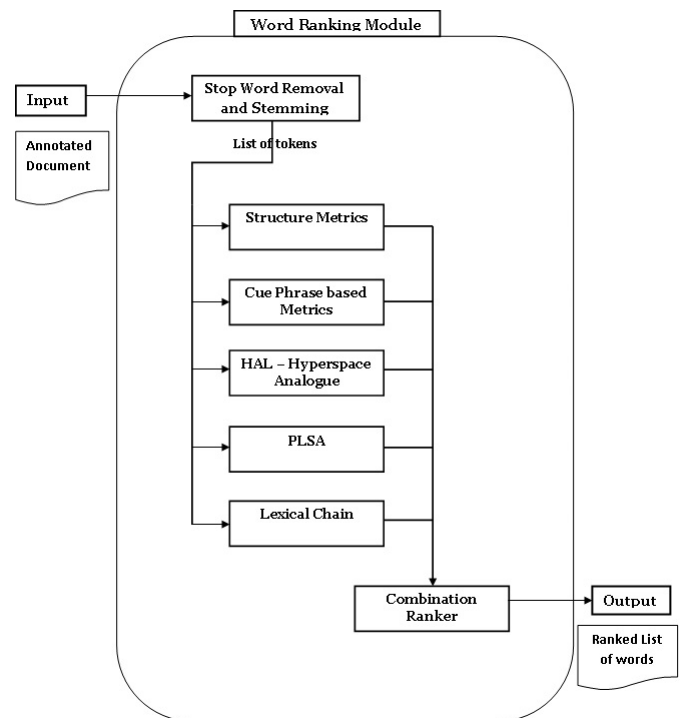 Word Ranking Module
Input
Annotated
Document
Stop Word Removal
and Stemming
List of tokens
Structure Metrics
Cue Phrase based
Metrics
HAL – Hyperspace
Analogue
PLSA
Lexical Chain
Combination
Ranker
Output
Ranked List
of words